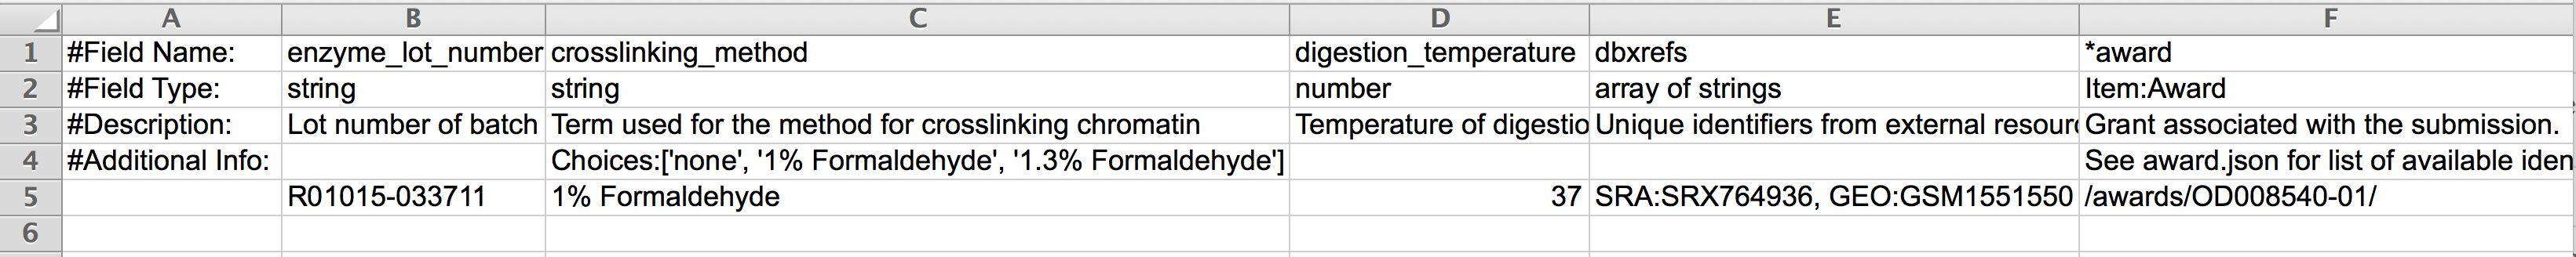 A B C D E F
1 #Field Name: enzyme_lot_number crosslinking_method digestion_temperature dbxrefs *award
2 #Field Type: string string number array of strings Item:Award
3 #Description: Lot number of batch Term used for the method for crosslinking chromatin Temperature of digestio Unique identifiers from external resour Grant associated with the submission.
4 #Additional Info: Choices:['none', '1% Formaldehyde', '1.3% Formaldehyde'] See award.json for list of available iden
5 R01015-033711 1% Formaldehyde 37 SRA:SRX764936, GEO:GSM1551550 /awards/OD008540-01/
6